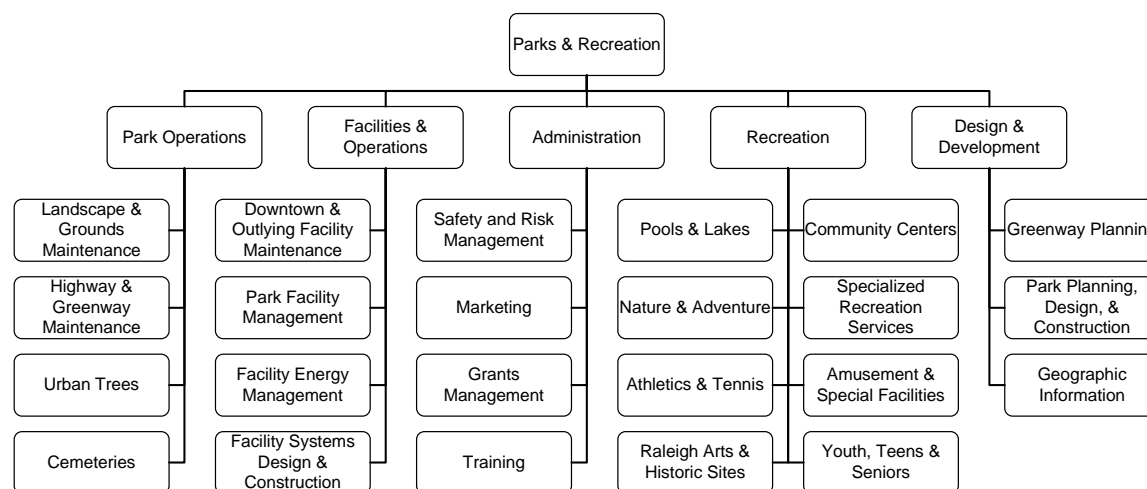 Parks & Recreation
Park Operations
Facilities &
Operations
Administration
Recreation
Design &
Development
Landscape &
Grounds
Maintenance
Downtown &
Outlying Facility
Maintenance
Safety and Risk
Management
Pools & Lakes
Community Centers
Greenway Planning
Highway &
Greenway
Maintenance
Park Facility
Management
Marketing
Nature & Adventure
Specialized
Recreation
Services
Park Planning,
Design, &
Construction
Urban Trees
Facility Energy
Management
Grants
Management
Athletics & Tennis
Amusement &
Special Facilities
Geographic
Information
Cemeteries
Facility Systems
Design &
Construction
Training
Raleigh Arts &
Historic Sites
Youth, Teens &
Seniors